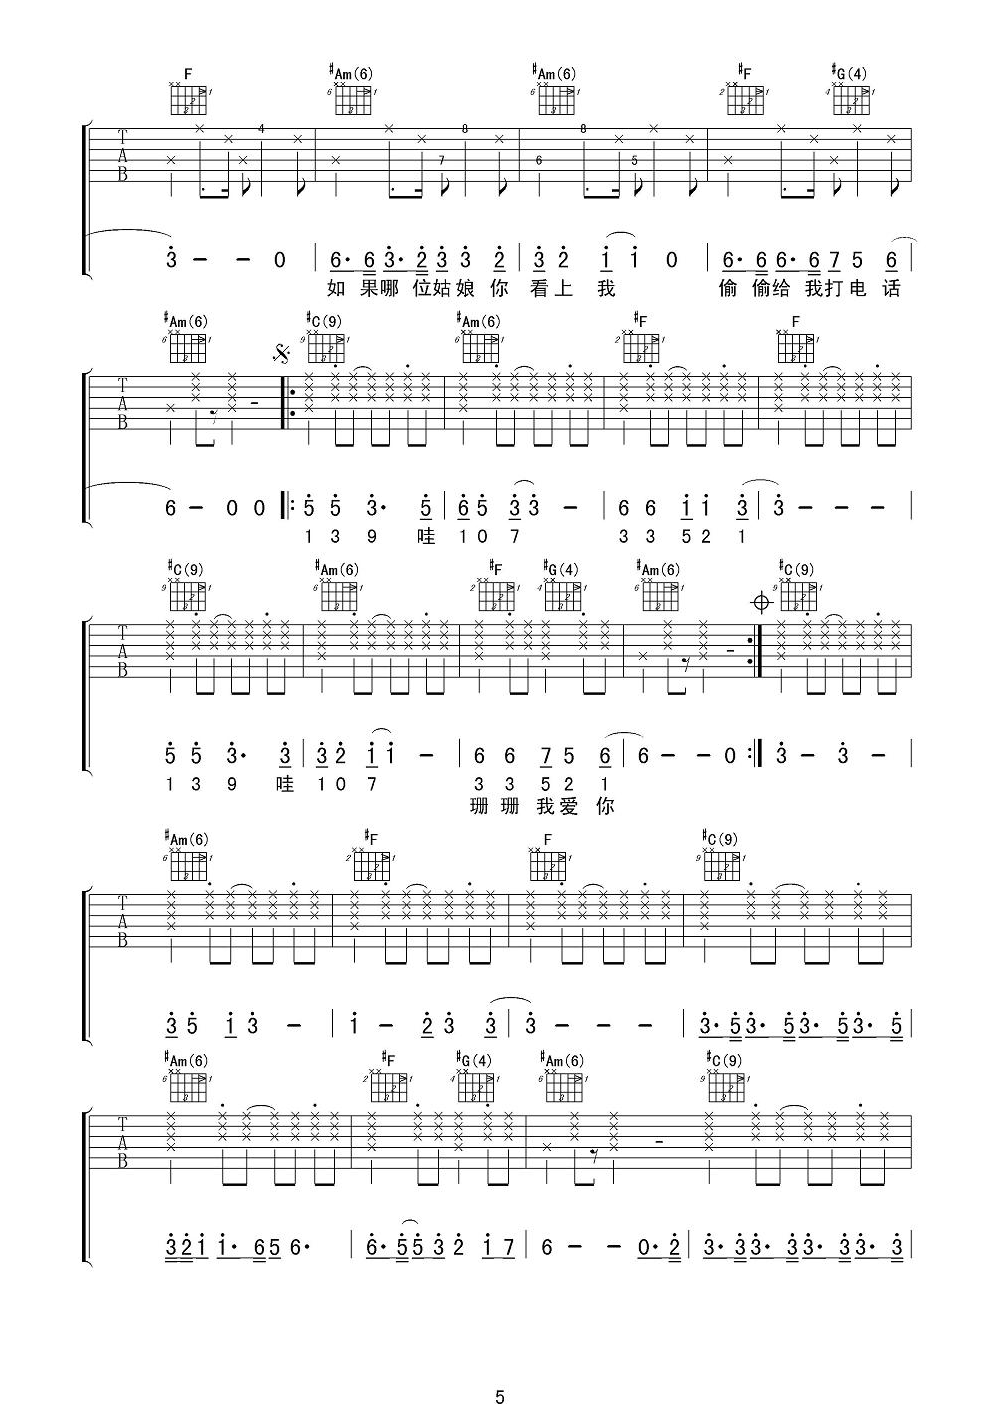 F #Am(6) #Am(6) #F #G(4)
T A B 4 8 7 6 8 5
3 - - 0 | 6· 6 3· 2 3 3 2 | 3 2 1 1 0 | 6· 6 6· 6 7 5 6
如 果 哪 位 姑 娘 你 看 上 我 偷 偷 给 我 打 电 话
#Am(6) #C(9) #Am(6) #F F
T A B
6 - 0 0 |: 5 5 3· 5 | 6 5 3 3 - | 6 6 1 1 3 | 3 - - - |
1 3 9 哇 1 0 7 3 3 5 2 1
#C(9) #Am(6) #F #G(4) #Am(6) #C(9)
T A B
5 5 3· 3 | 3 2 1 1 - | 6 6 7 5 6 | 6 - - 0 :| 3 - 3 - |
1 3 9 哇 1 0 7 3 3 5 2 1
珊 珊 我 爱 你
#Am(6) #F F #C(9)
T A B
3 5 1 3 - | 1 - 2 3 3 | 3 - - - | 3· 5 3· 5 3· 5 3· 5
#Am(6) #F #G(4) #Am(6) #C(9)
T A B
3 2 1 1· 6 5 6· | 6· 5 5 3 2 1 7 | 6 - - 0· 2 | 3· 3 3· 3 3· 3 3· 3
5